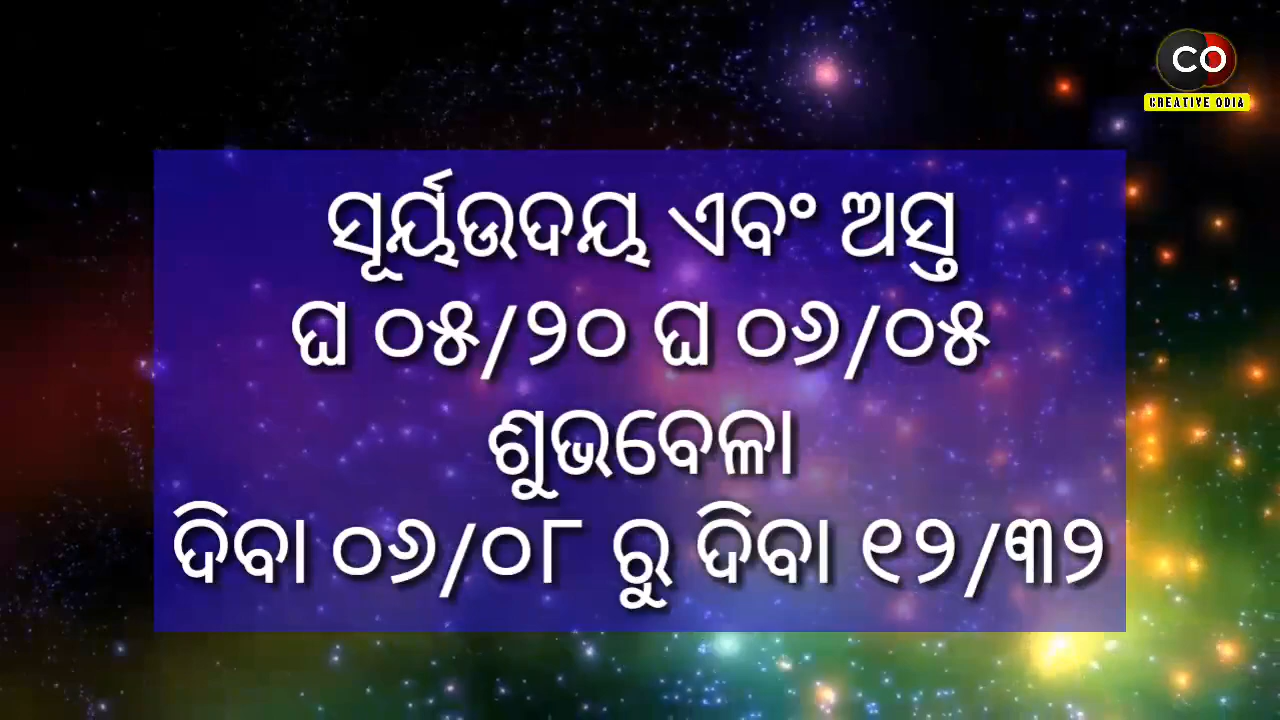 CO
CREATIVE ODIA
ସୂର୍ଯ୍ୟଉଦୟ ଏବଂ ଅସ୍ତ
ଘ ୦୫/୨୦ ଘ ୦୬/୦୫
ଶୁଭବେଳା
ଦିବା ୦୬/୦୮ ରୁ ଦିବା ୧୨/୩୨